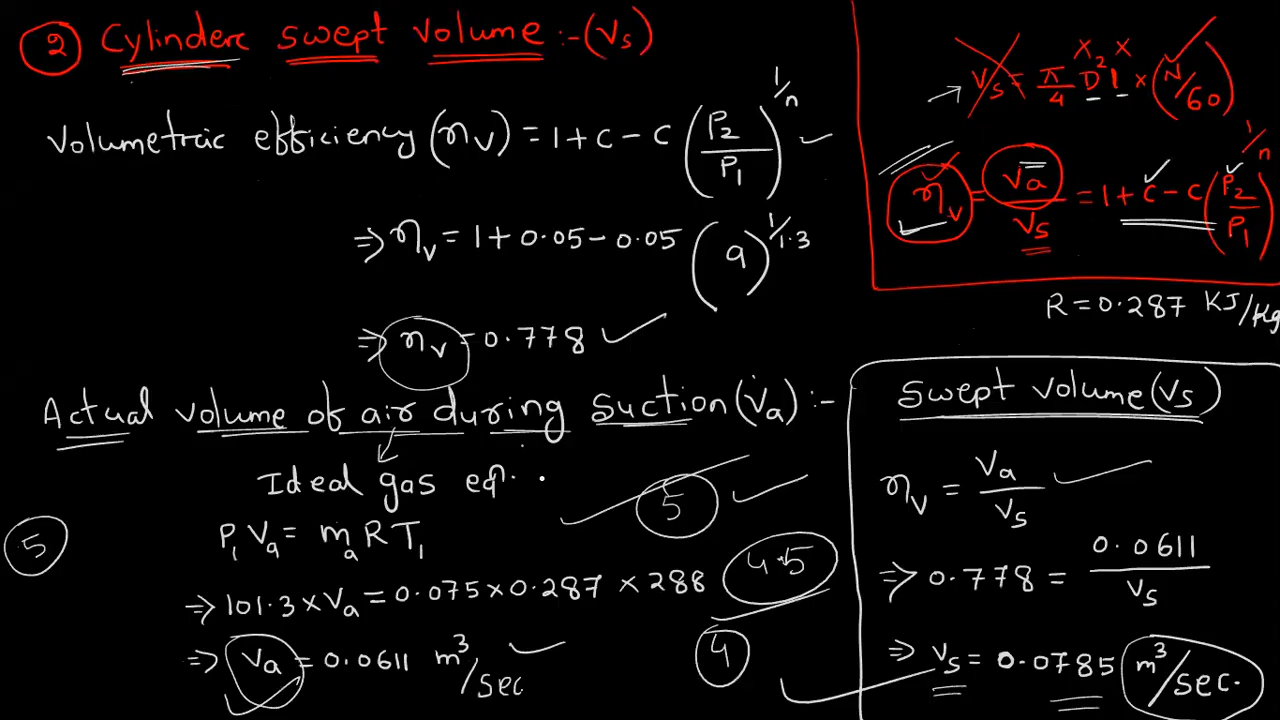 ② Cylinder swept volume :- (Vs)
Volumetric efficiency (ηv) = 1 + C - C (P2/P1)^1/n
⇒ ηv = 1 + 0.05 - 0.05 (9)^1/1.3
⇒ ηv = 0.778
Actual volume of air during suction (V̇a) :-
Ideal gas eqn.
P1 Va = ṁa R T1
⇒ 101.3 × Va = 0.075 × 0.287 × 288
⇒ Va = 0.0611 m³/sec
5
5
4.5
4
Vs = π/4 D² l × (N/60)
ηv = Va/Vs = 1 + C - C (P2/P1)^1/n
R = 0.287 KJ/Kg
Swept volume (Vs)
ηv = Va/Vs
⇒ 0.778 = 0.0611/Vs
⇒ Vs = 0.0785 m³/sec.